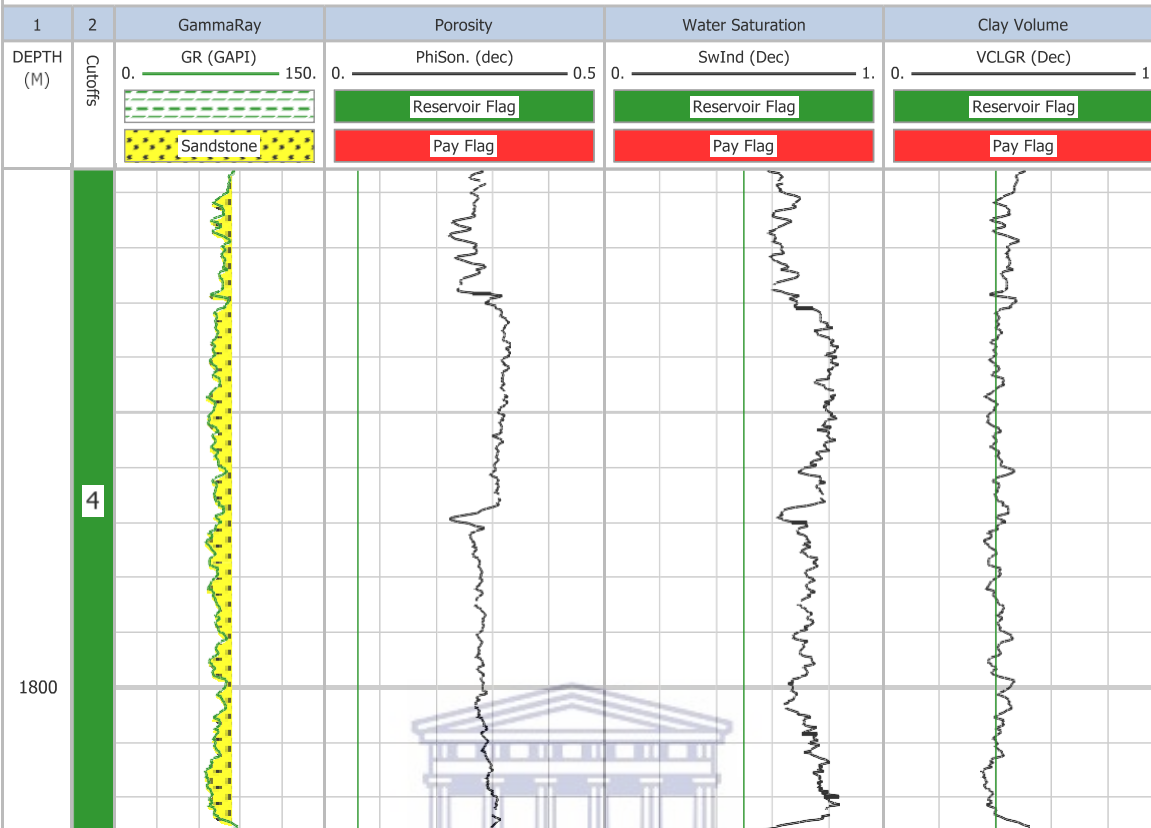 1 2 GammaRay Porosity Water Saturation Clay Volume
DEPTH (M) Cutoffs GR (GAPI) PhiSon. (dec) SwInd (Dec) VCLGR (Dec)
0. 150. 0. 0.5 0. 1. 0. 1
Reservoir Flag Reservoir Flag Reservoir Flag
Sandstone Pay Flag Pay Flag Pay Flag
4
1800